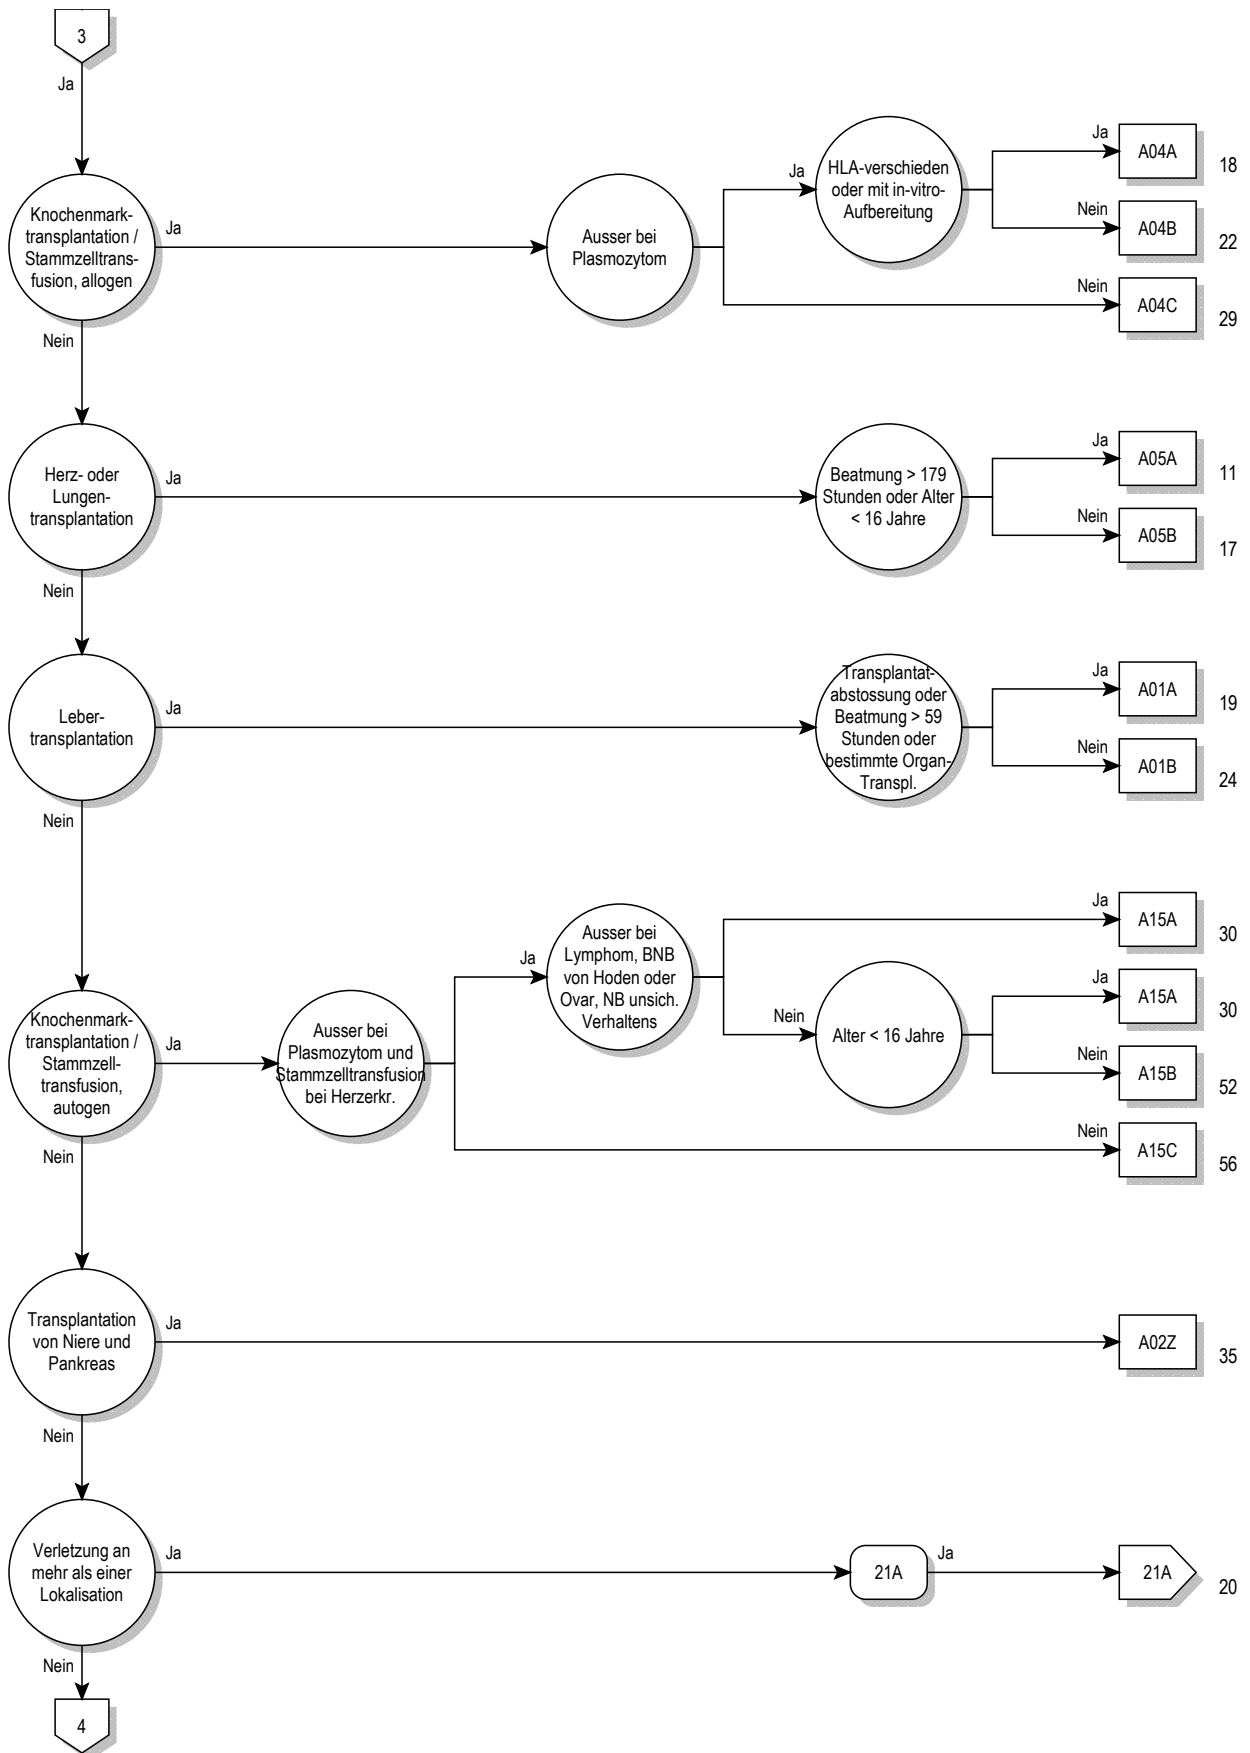 3
Ja
Knochenmark-
transplantation /
Stammzelltrans-
fusion, allogen
Ja
Ausser bei
Plasmozytom
Ja
HLA-verschieden
oder mit in-vitro-
Aufbereitung
Ja
A04A
18
Nein
A04B
22
Nein
A04C
29
Nein
Herz- oder
Lungen-
transplantation
Ja
Beatmung > 179
Stunden oder Alter
< 16 Jahre
Ja
A05A
11
Nein
A05B
17
Nein
Leber-
transplantation
Ja
Transplantat-
abstossung oder
Beatmung > 59
Stunden oder
bestimmte Organ-
Transpl.
Ja
A01A
19
Nein
A01B
24
Nein
Knochenmark-
transplantation /
Stammzell-
transfusion,
autogen
Ja
Ausser bei
Plasmozytom und
Stammzelltransfusion
bei Herzerkr.
Ja
Ausser bei
Lymphom, BNB
von Hoden oder
Ovar, NB unsich.
Verhaltens
Ja
A15A
30
Nein
Alter < 16 Jahre
Ja
A15A
30
Nein
A15B
52
Nein
A15C
56
Nein
Transplantation
von Niere und
Pankreas
Ja
A02Z
35
Nein
Verletzung an
mehr als einer
Lokalisation
Ja
21A
Ja
21A
20
Nein
4